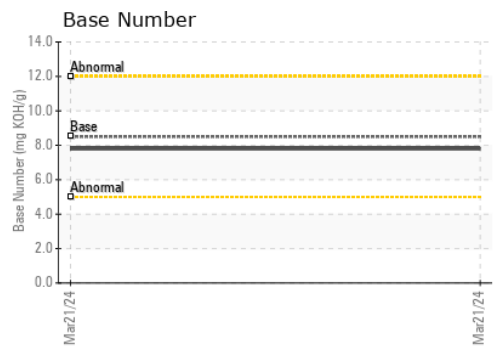 Base Number
Base Number (mg KOH/g)
14.0
12.0
10.0
8.0
6.0
4.0
2.0
0.0
Abnormal
Base
Abnormal
Mar21/24
Mar21/24